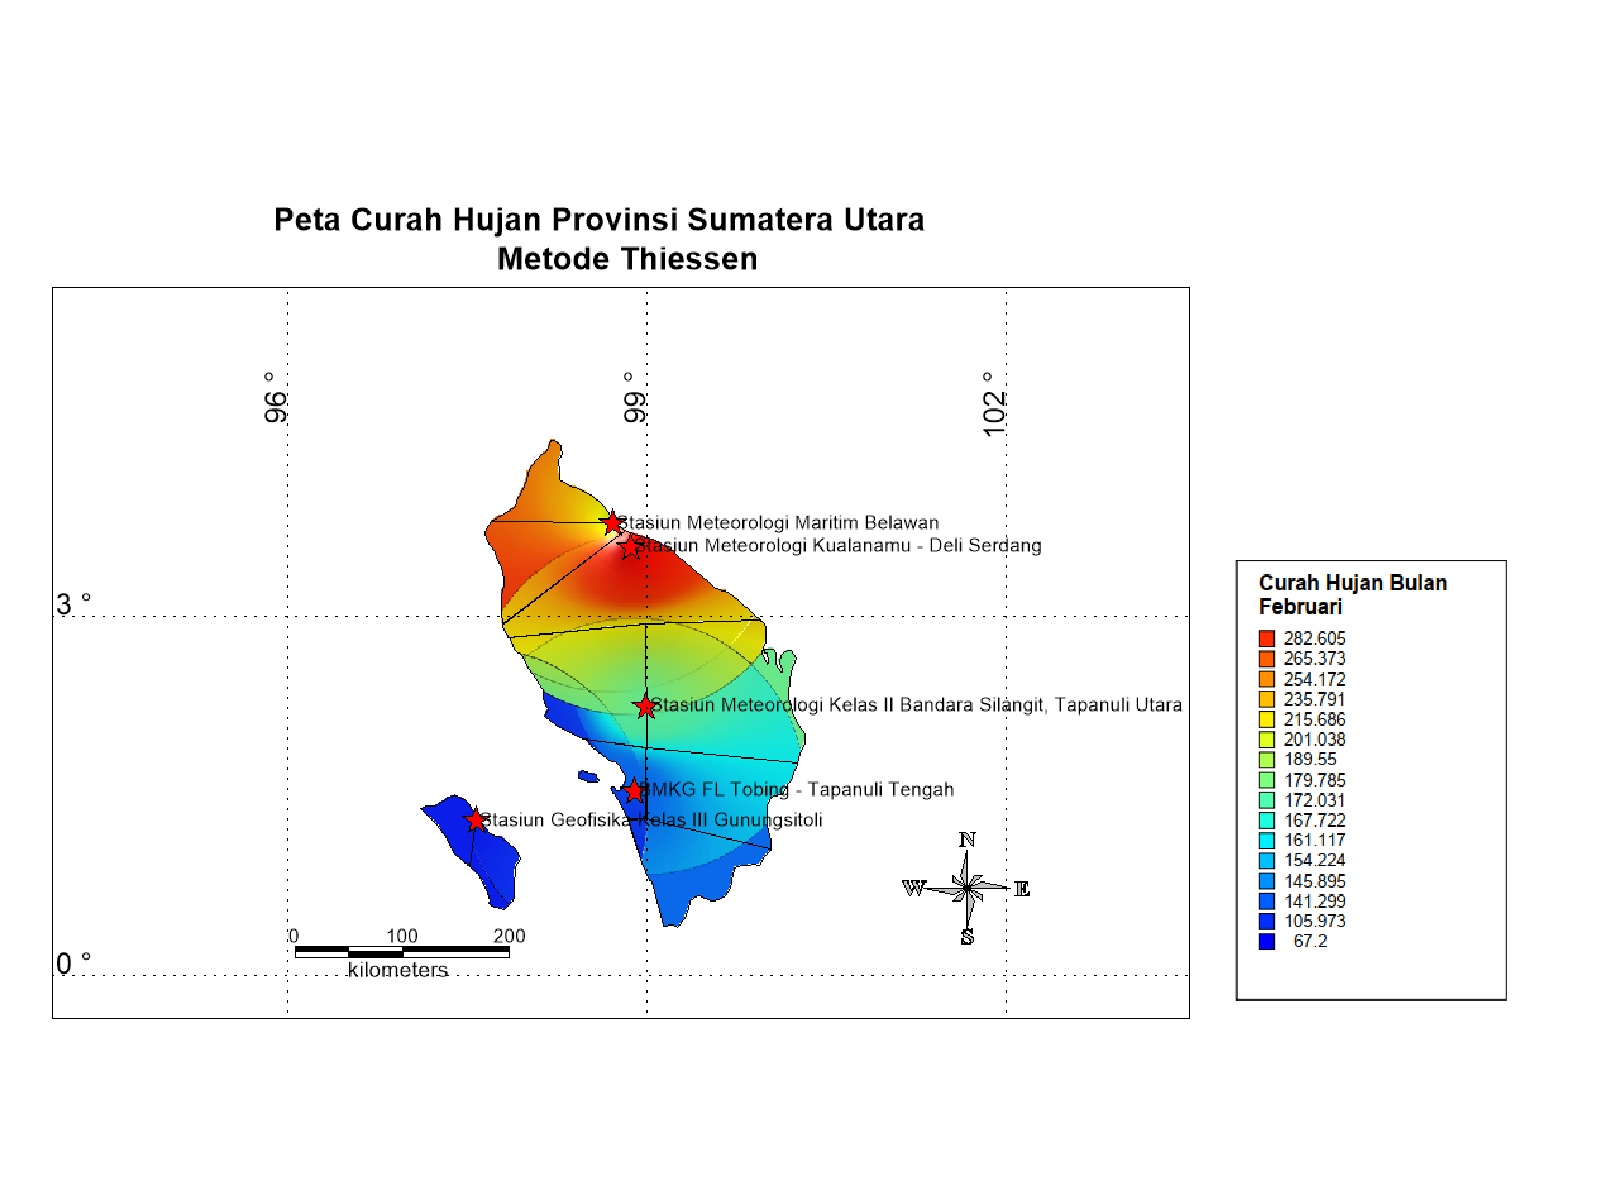 Peta Curah Hujan Provinsi Sumatera Utara
Metode Thiessen
96 °
99 °
102 °
Stasiun Meteorologi Maritim Belawan
Stasiun Meteorologi Kualanamu - Deli Serdang
3 °
Stasiun Meteorologi Kelas II Bandara Silangit, Tapanuli Utara
BMKG FL Tobing - Tapanuli Tengah
Stasiun Geofisika Kelas III Gunungsitoli
N
W E
S
0 100 200
kilometers
0 °
Curah Hujan Bulan
Februari
282.605
265.373
254.172
235.791
215.686
201.038
189.55
179.785
172.031
167.722
161.117
154.224
145.895
141.299
105.973
67.2